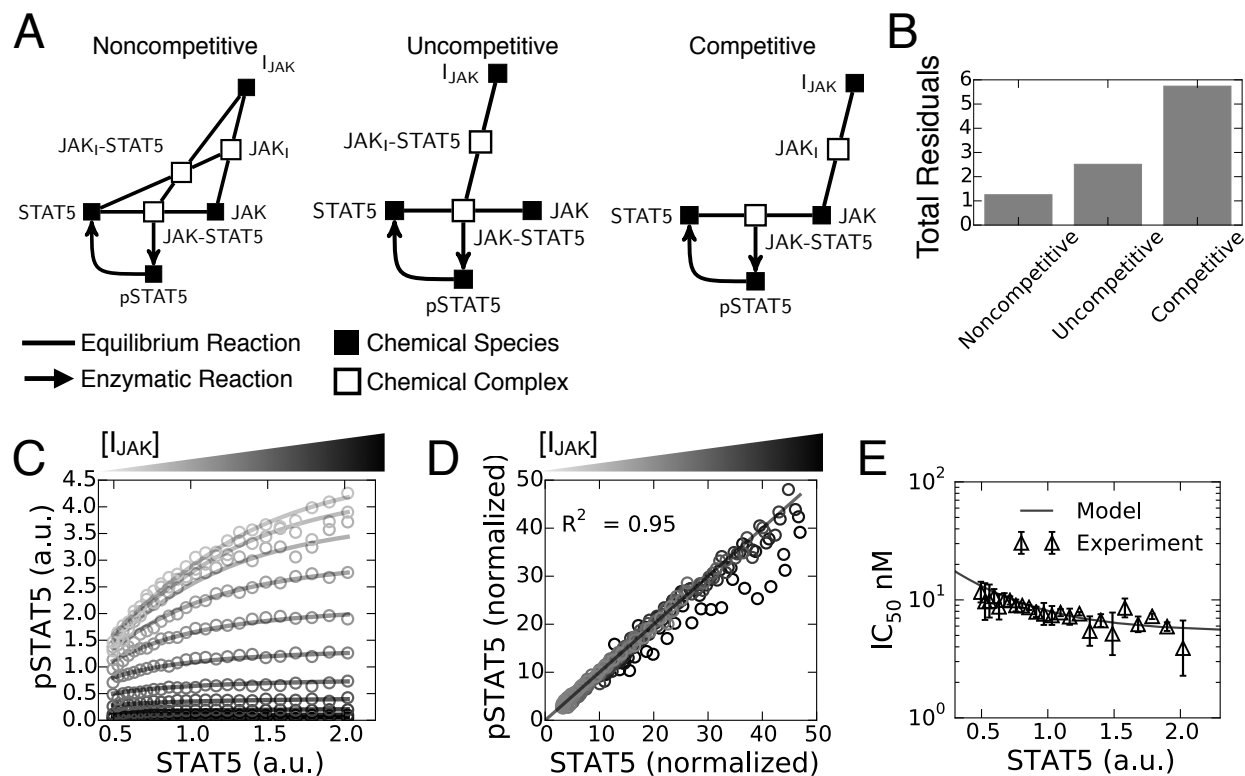 A
Noncompetitive
Uncompetitive
Competitive
I_JAK
JAK_I-STAT5
JAK_I
STAT5
JAK
JAK-STAT5
pSTAT5
I_JAK
JAK_I-STAT5
STAT5
JAK
JAK-STAT5
pSTAT5
I_JAK
JAK_I
STAT5
JAK
JAK-STAT5
pSTAT5
Equilibrium Reaction
Enzymatic Reaction
Chemical Species
Chemical Complex
B
Total Residuals
6
5
4
3
2
1
0
Noncompetitive
Uncompetitive
Competitive
C
[I_JAK]
pSTAT5 (a.u.)
4.5
4.0
3.5
3.0
2.5
2.0
1.5
1.0
0.5
0.0
0.5 1.0 1.5 2.0
STAT5 (a.u.)
D
[I_JAK]
pSTAT5 (normalized)
50
40
30
20
10
0
R² = 0.95
0 10 20 30 40 50
STAT5 (normalized)
E
IC₅₀ nM
10²
10¹
10⁰
Model
Experiment
0.5 1.0 1.5 2.0
STAT5 (a.u.)